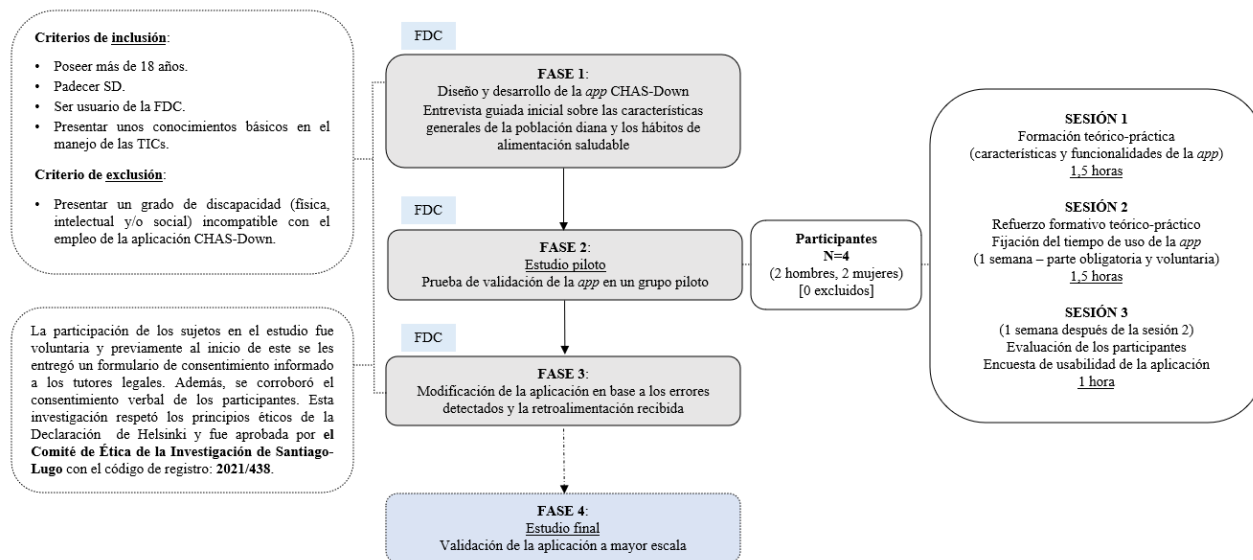 Criterios de inclusión:
• Poseer más de 18 años.
• Padecer SD.
• Ser usuario de la FDC.
• Presentar unos conocimientos básicos en el
manejo de las TICs.
Criterio de exclusión:
• Presentar un grado de discapacidad (física,
intelectual y/o social) incompatible con el
empleo de la aplicación CHAS-Down.
La participación de los sujetos en el estudio fue
voluntaria y previamente al inicio de este se les
entregó un formulario de consentimiento informado
a los tutores legales. Además, se corroboró el
consentimiento verbal de los participantes. Esta
investigación respetó los principios éticos de la
Declaración de Helsinki y fue aprobada por el
Comité de Ética de la Investigación de Santiago-
Lugo con el código de registro: 2021/438.
FDC
FASE 1:
Diseño y desarrollo de la app CHAS-Down
Entrevista guiada inicial sobre las características
generales de la población diana y los hábitos de
alimentación saludable
FDC
FASE 2:
Estudio piloto
Prueba de validación de la app en un grupo piloto
FDC
FASE 3:
Modificación de la aplicación en base a los errores
detectados y la retroalimentación recibida
FASE 4:
Estudio final
Validación de la aplicación a mayor escala
Participantes
N=4
(2 hombres, 2 mujeres)
[0 excluidos]
SESIÓN 1
Formación teórico-práctica
(características y funcionalidades de la app)
1,5 horas
SESIÓN 2
Refuerzo formativo teórico-práctico
Fijación del tiempo de uso de la app
(1 semana – parte obligatoria y voluntaria)
1,5 horas
SESIÓN 3
(1 semana después de la sesión 2)
Evaluación de los participantes
Encuesta de usabilidad de la aplicación
1 hora